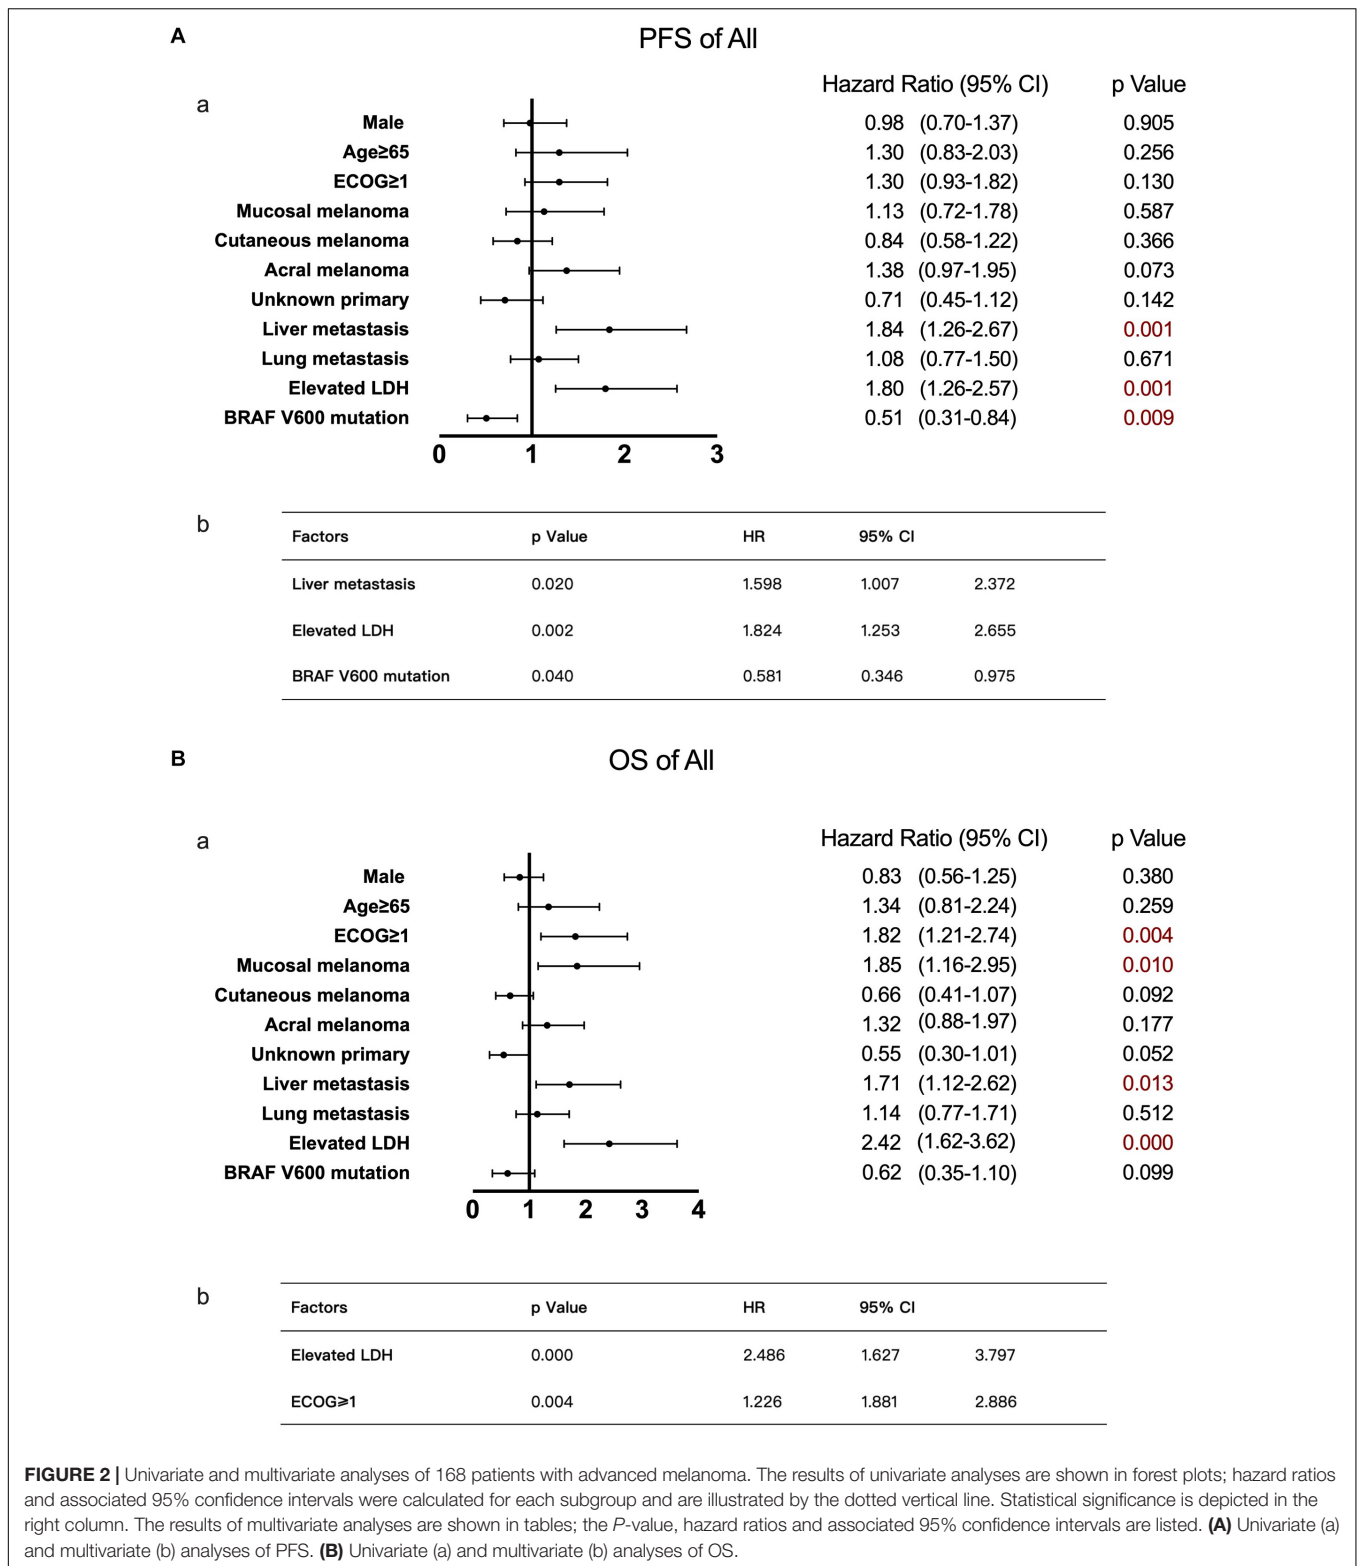 A
PFS of All
a
Hazard Ratio (95% CI) p Value
Male 0.98 (0.70-1.37) 0.905
Age≥65 1.30 (0.83-2.03) 0.256
ECOG≥1 1.30 (0.93-1.82) 0.130
Mucosal melanoma 1.13 (0.72-1.78) 0.587
Cutaneous melanoma 0.84 (0.58-1.22) 0.366
Acral melanoma 1.38 (0.97-1.95) 0.073
Unknown primary 0.71 (0.45-1.12) 0.142
Liver metastasis 1.84 (1.26-2.67) 0.001
Lung metastasis 1.08 (0.77-1.50) 0.671
Elevated LDH 1.80 (1.26-2.57) 0.001
BRAF V600 mutation 0.51 (0.31-0.84) 0.009
0 1 2 3
b
Factors p Value HR 95% CI
Liver metastasis 0.020 1.598 1.007 2.372
Elevated LDH 0.002 1.824 1.253 2.655
BRAF V600 mutation 0.040 0.581 0.346 0.975
B
OS of All
a
Hazard Ratio (95% CI) p Value
Male 0.83 (0.56-1.25) 0.380
Age≥65 1.34 (0.81-2.24) 0.259
ECOG≥1 1.82 (1.21-2.74) 0.004
Mucosal melanoma 1.85 (1.16-2.95) 0.010
Cutaneous melanoma 0.66 (0.41-1.07) 0.092
Acral melanoma 1.32 (0.88-1.97) 0.177
Unknown primary 0.55 (0.30-1.01) 0.052
Liver metastasis 1.71 (1.12-2.62) 0.013
Lung metastasis 1.14 (0.77-1.71) 0.512
Elevated LDH 2.42 (1.62-3.62) 0.000
BRAF V600 mutation 0.62 (0.35-1.10) 0.099
0 1 2 3 4
b
Factors p Value HR 95% CI
Elevated LDH 0.000 2.486 1.627 3.797
ECOG≥1 0.004 1.226 1.881 2.886
FIGURE 2 | Univariate and multivariate analyses of 168 patients with advanced melanoma. The results of univariate analyses are shown in forest plots; hazard ratios
and associated 95% confidence intervals were calculated for each subgroup and are illustrated by the dotted vertical line. Statistical significance is depicted in the
right column. The results of multivariate analyses are shown in tables; the P-value, hazard ratios and associated 95% confidence intervals are listed. (A) Univariate (a)
and multivariate (b) analyses of PFS. (B) Univariate (a) and multivariate (b) analyses of OS.